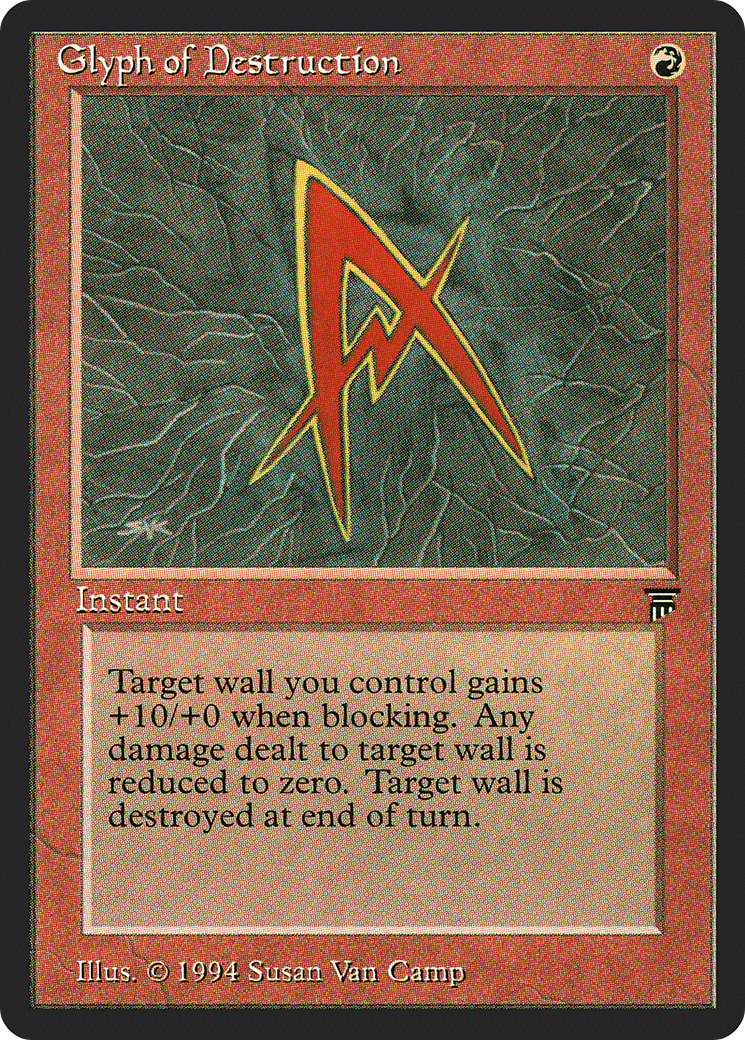 Glyph of Destruction
SVC
Instant
Target wall you control gains
+10/+0 when blocking. Any
damage dealt to target wall is
reduced to zero. Target wall is
destroyed at end of turn.
Illus. © 1994 Susan Van Camp